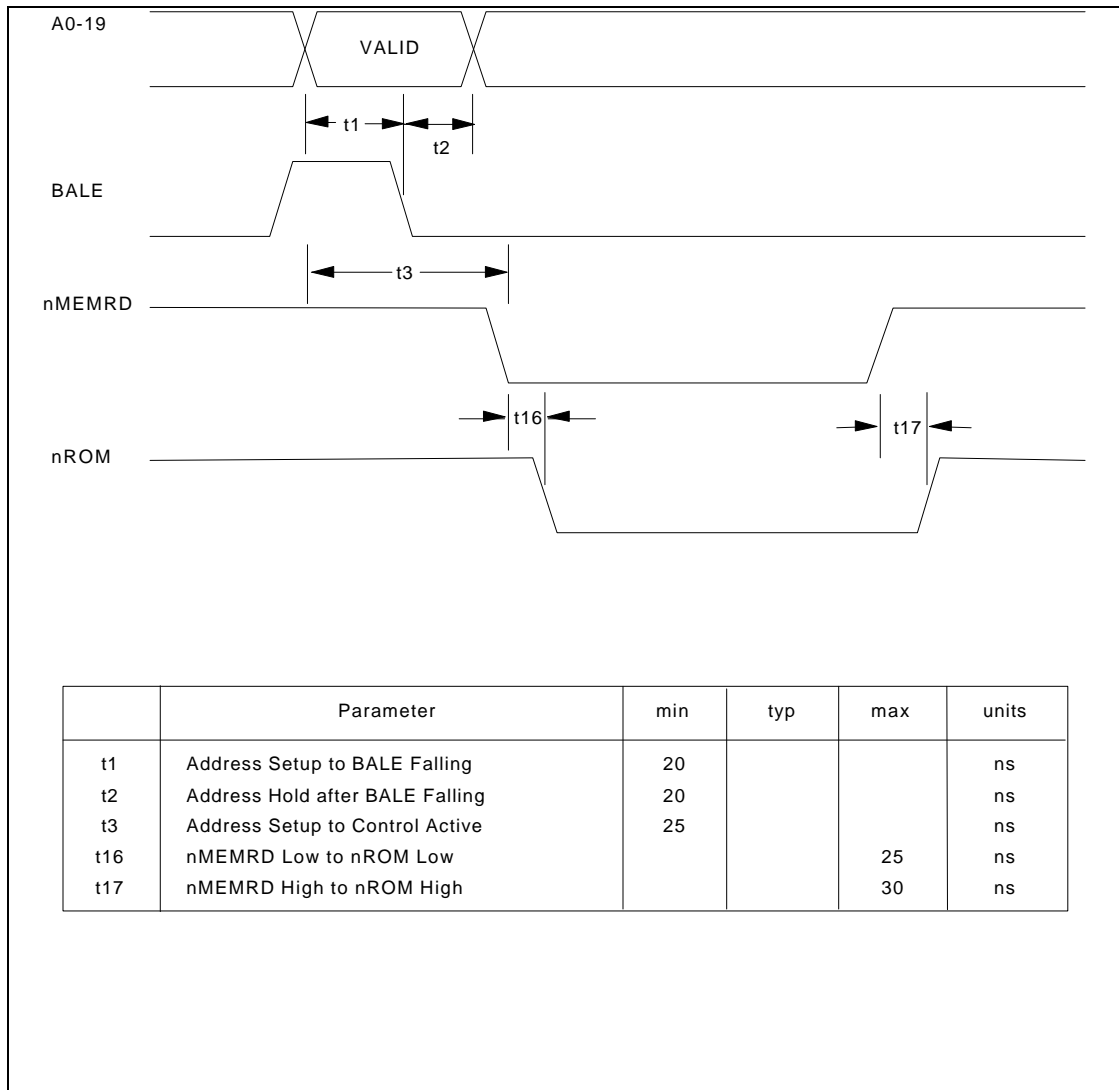 A0-19
VALID
t1
t2
BALE
t3
nMEMRD
t16
t17
nROM
Parameter min typ max units
t1 Address Setup to BALE Falling 20 ns
t2 Address Hold after BALE Falling 20 ns
t3 Address Setup to Control Active 25 ns
t16 nMEMRD Low to nROM Low 25 ns
t17 nMEMRD High to nROM High 30 ns